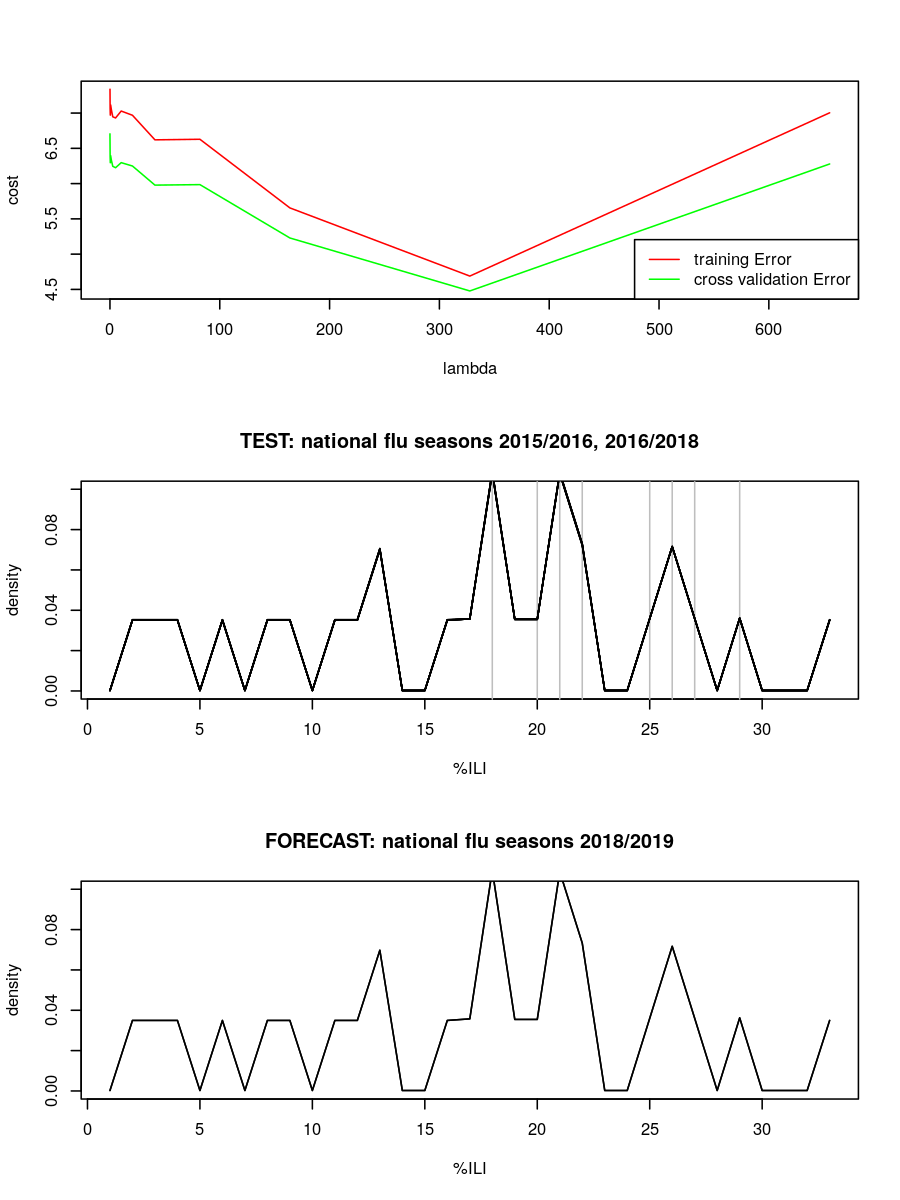 cost
6.5
5.5
4.5
training Error
cross validation Error
0 100 200 300 400 500 600
lambda
TEST: national flu seasons 2015/2016, 2016/2018
density
0.08
0.04
0.00
0 5 10 15 20 25 30
%ILI
FORECAST: national flu seasons 2018/2019
density
0.08
0.04
0.00
0 5 10 15 20 25 30
%ILI